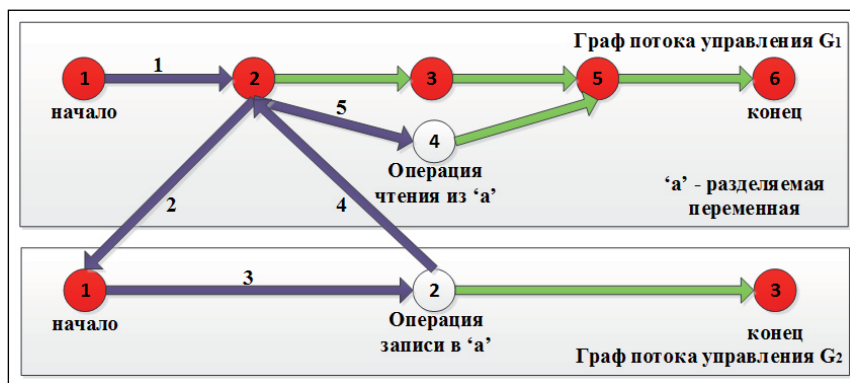 Граф потока управления G1
1
2
3
5
6
1
5
начало
4
конец
Операция
чтения из ‘а’
‘а’ - разделяемая
переменная
2
4
1
3
2
3
начало
Операция
записи в ‘а’
конец
Граф потока управления G2